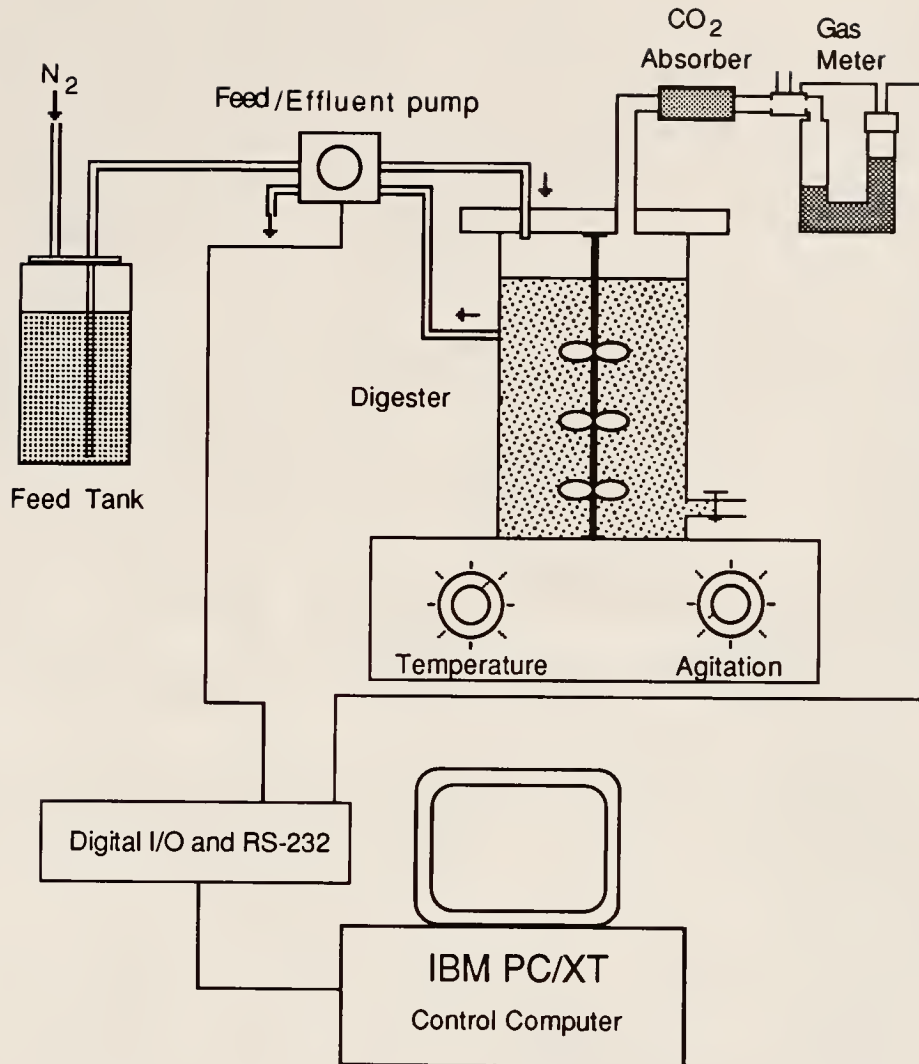 CO2
Absorber
Gas
Meter
N2
Feed/Effluent pump
Digester
Feed Tank
Temperature
Agitation
Digital I/O and RS-232
IBM PC/XT
Control Computer